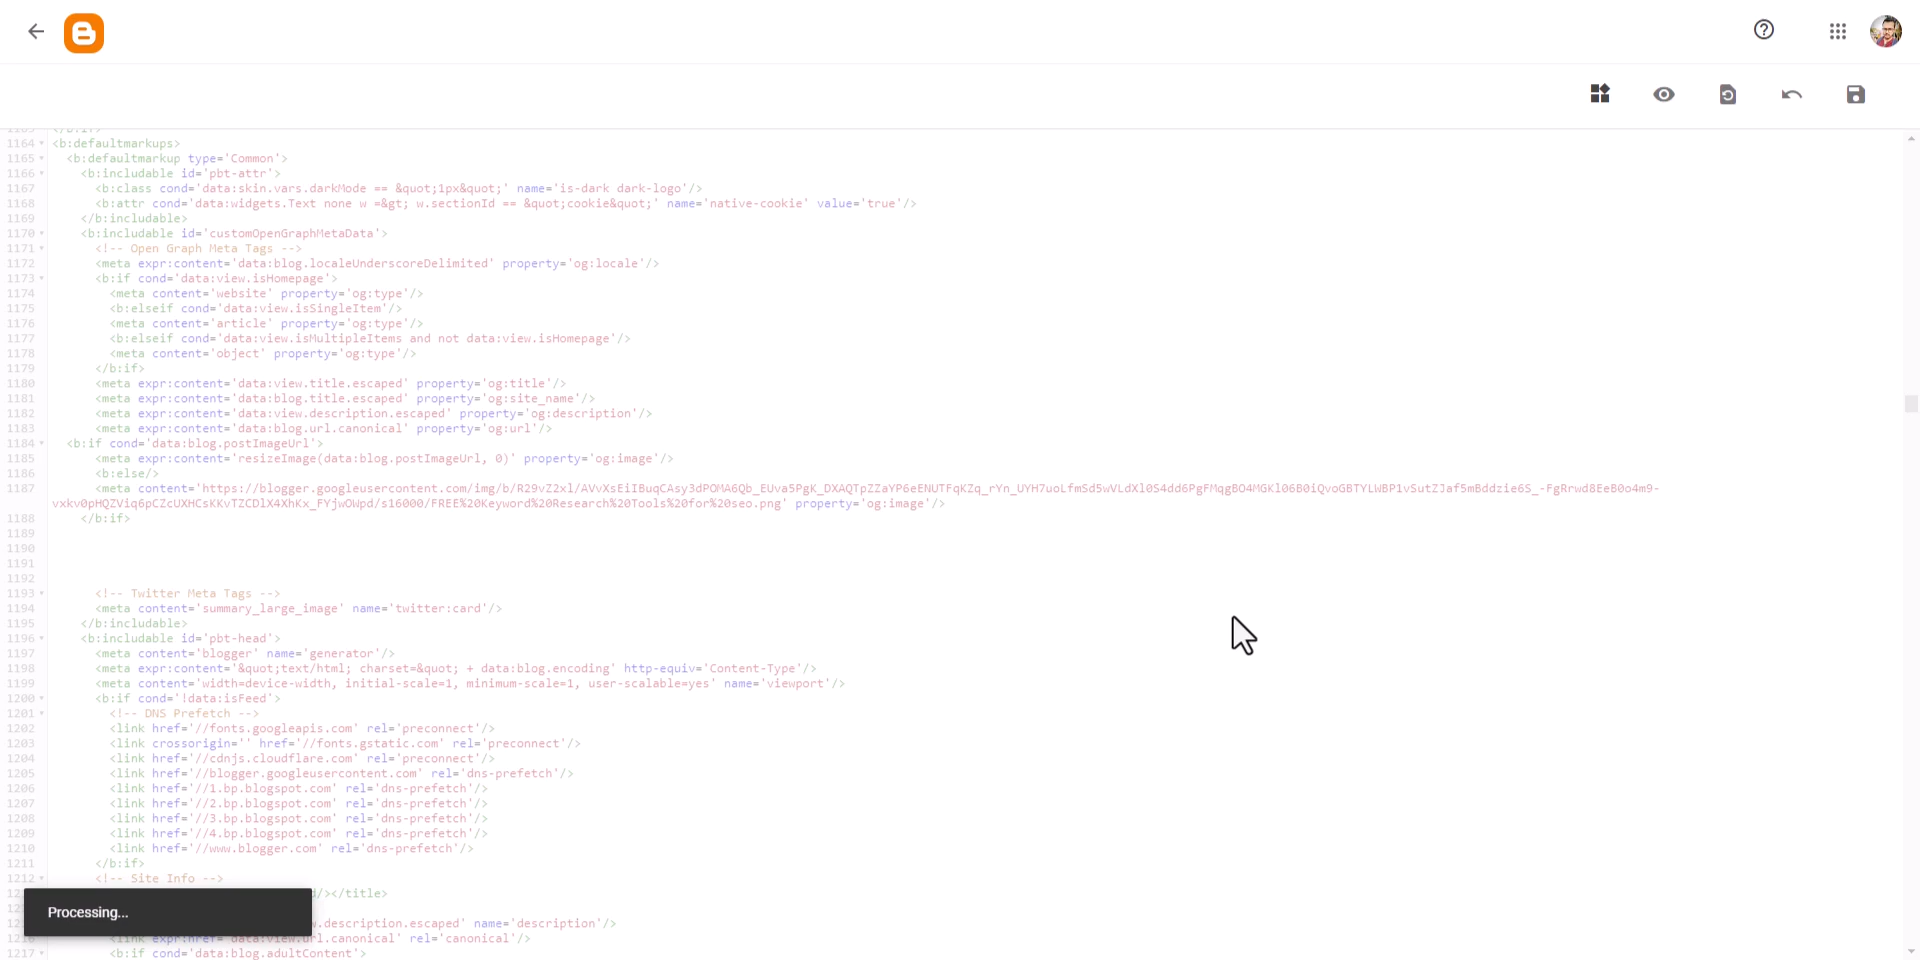 1163 </b:if>
1164 <b:defaultmarkups>
1165 <b:defaultmarkup type='Common'>
1166 <b:includable id='pbt-attr'>
1167 <b:class cond='data:skin.vars.darkMode == &quot;1px&quot;' name='is-dark dark-logo'/>
1168 <b:attr cond='data:widgets.Text none w =&gt; w.sectionId == &quot;cookie&quot;' name='native-cookie' value='true'/>
1169 </b:includable>
1170 <b:includable id='customOpenGraphMetaData'>
1171 <!-- Open Graph Meta Tags -->
1172 <meta expr:content='data:blog.localeUnderscoreDelimited' property='og:locale'/>
1173 <b:if cond='data:view.isHomepage'>
1174 <meta content='website' property='og:type'/>
1175 <b:elseif cond='data:view.isSingleItem'/>
1176 <meta content='article' property='og:type'/>
1177 <b:elseif cond='data:view.isMultipleItems and not data:view.isHomepage'/>
1178 <meta content='object' property='og:type'/>
1179 </b:if>
1180 <meta expr:content='data:view.title.escaped' property='og:title'/>
1181 <meta expr:content='data:blog.title.escaped' property='og:site_name'/>
1182 <meta expr:content='data:view.description.escaped' property='og:description'/>
1183 <meta expr:content='data:blog.url.canonical' property='og:url'/>
1184 <b:if cond='data:blog.postImageUrl'>
1185 <meta expr:content='resizeImage(data:blog.postImageUrl, 0)' property='og:image'/>
1186 <b:else/>
1187 <meta content='https://blogger.googleusercontent.com/img/b/R29vZ2xl/AVvXsEiIBuqCAsy3dPOMA6Qb_EUva5PgK_DXAQTpZZaYP6eENUTFqKZq_rYn_UYH7uoLfmSd5wVLdXl0S4dd6PgFMqgBO4MGKl06B0iQvoGBTYLWBP1vSutZJaf5mBddzie6S_-FgRrwd8EeB0o4m9-
vxkv0pHQZViq6pCZcUXHCsKKvTZCDlX4XhKx_FYjwOWpd/s16000/FREE%20Keyword%20Research%20Tools%20for%20seo.png' property='og:image'/>
1188 </b:if>
1189
1190
1191
1192
1193 <!-- Twitter Meta Tags -->
1194 <meta content='summary_large_image' name='twitter:card'/>
1195 </b:includable>
1196 <b:includable id='pbt-head'>
1197 <meta content='blogger' name='generator'/>
1198 <meta expr:content='&quot;text/html; charset=&quot; + data:blog.encoding' http-equiv='Content-Type'/>
1199 <meta content='width=device-width, initial-scale=1, minimum-scale=1, user-scalable=yes' name='viewport'/>
1200 <b:if cond='!data:isFeed'>
1201 <!-- DNS Prefetch -->
1202 <link href='//fonts.googleapis.com' rel='preconnect'/>
1203 <link crossorigin='' href='//fonts.gstatic.com' rel='preconnect'/>
1204 <link href='//cdnjs.cloudflare.com' rel='preconnect'/>
1205 <link href='//blogger.googleusercontent.com' rel='dns-prefetch'/>
1206 <link href='//1.bp.blogspot.com' rel='dns-prefetch'/>
1207 <link href='//2.bp.blogspot.com' rel='dns-prefetch'/>
1208 <link href='//3.bp.blogspot.com' rel='dns-prefetch'/>
1209 <link href='//4.bp.blogspot.com' rel='dns-prefetch'/>
1210 <link href='//www.blogger.com' rel='dns-prefetch'/>
1211 </b:if>
1212 <!-- Site Info -->
/></title>
Processing...
.description.escaped' name='description'/>
1216 <link expr:href='data:view.url.canonical' rel='canonical'/>
1217 <b:if cond='data:blog.adultContent'>